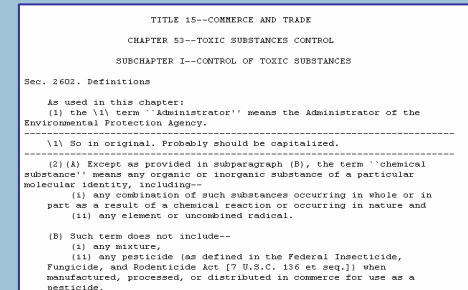 TITLE 15--COMMERCE AND TRADE
CHAPTER 53--TOXIC SUBSTANCES CONTROL
SUBCHAPTER I--CONTROL OF TOXIC SUBSTANCES
Sec. 2602. Definitions
As used in this chapter:
(1) the \1\ term ``Administrator'' means the Administrator of the
Environmental Protection Agency.
---------------------------------------------------------------------------
\1\ So in original. Probably should be capitalized.
---------------------------------------------------------------------------
(2)(A) Except as provided in subparagraph (B), the term ``chemical
substance'' means any organic or inorganic substance of a particular
molecular identity, including--
(i) any combination of such substances occurring in whole or in
part as a result of a chemical reaction or occurring in nature and
(ii) any element or uncombined radical.
(B) Such term does not include--
(i) any mixture,
(ii) any pesticide (as defined in the Federal Insecticide,
Fungicide, and Rodenticide Act [7 U.S.C. 136 et seq.]) when
manufactured, processed, or distributed in commerce for use as a
pesticide,